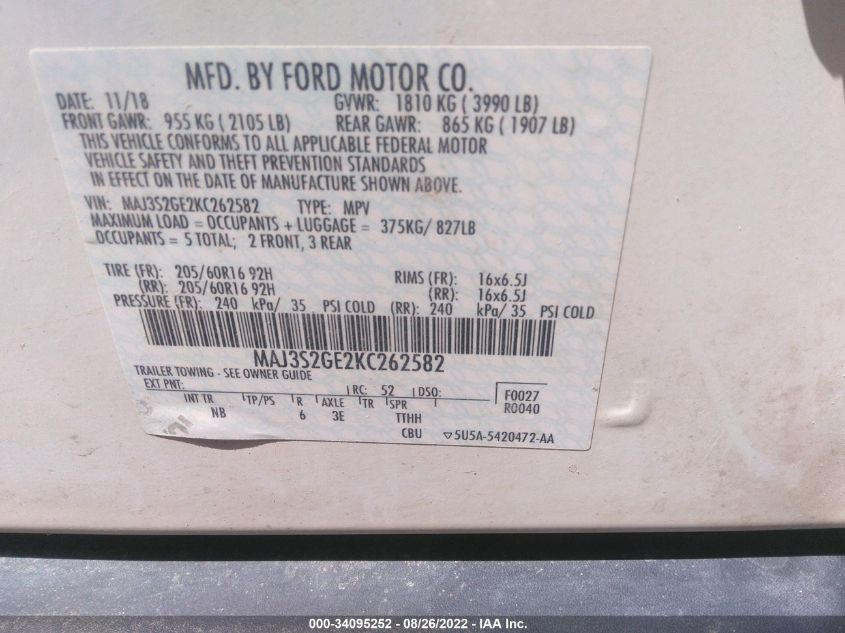 MFD. BY FORD MOTOR CO.
DATE: 11/18 GVWR: 1810 KG ( 3990 LB)
FRONT GAWR: 955 KG ( 2105 LB) REAR GAWR: 865 KG ( 1907 LB)
THIS VEHICLE CONFORMS TO ALL APPLICABLE FEDERAL MOTOR
VEHICLE SAFETY AND THEFT PREVENTION STANDARDS
IN EFFECT ON THE DATE OF MANUFACTURE SHOWN ABOVE.
VIN: MAJ3S2GE2KC262582 TYPE: MPV
MAXIMUM LOAD = OCCUPANTS + LUGGAGE = 375KG/ 827LB
OCCUPANTS = 5 TOTAL; 2 FRONT, 3 REAR
TIRE (FR): 205/60R16 92H RIMS (FR): 16x6.5J
(RR): 205/60R16 92H (RR): 16x6.5J
PRESSURE (FR): 240 kPa/ 35 PSI COLD (RR): 240 kPa/ 35 PSI COLD
MAJ3S2GE2KC262582
TRAILER TOWING - SEE OWNER GUIDE
EXT PNT: RC: 52 DSO: F0027
INT TR TP/PS R AXLE TR SPR R0040
NB 6 3E TTHH
CBU ▽5U5A-5420472-AA
000-34095252 - 08/26/2022 - IAA Inc.